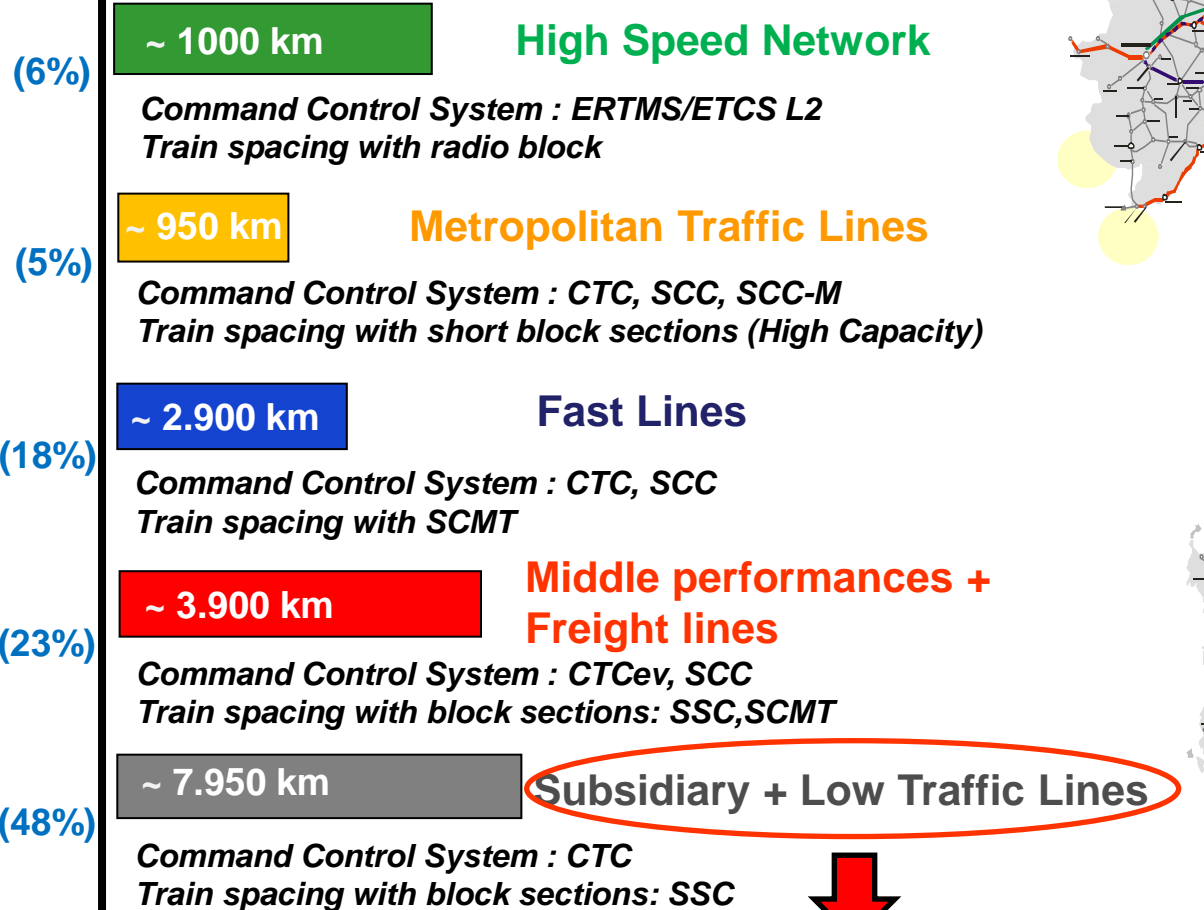 ~ 1000 km
High Speed Network
(6%)
Command Control System : ERTMS/ETCS L2
Train spacing with radio block
~ 950 km
Metropolitan Traffic Lines
(5%)
Command Control System : CTC, SCC, SCC-M
Train spacing with short block sections (High Capacity)
~ 2.900 km
Fast Lines
(18%)
Command Control System : CTC, SCC
Train spacing with SCMT
~ 3.900 km
Middle performances +
Freight lines
(23%)
Command Control System : CTCev, SCC
Train spacing with block sections: SSC,SCMT
~ 7.950 km
Subsidiary + Low Traffic Lines
(48%)
Command Control System : CTC
Train spacing with block sections: SSC